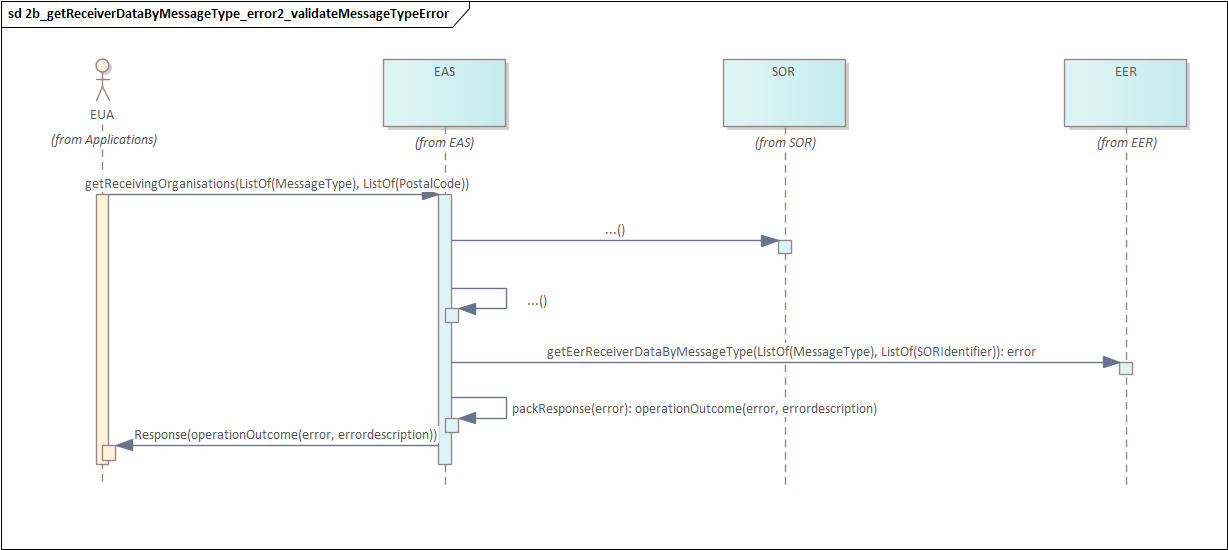 sd 2b_getReceiverDataByMessageType_error2_validateMessageTypeError
EUA
(from Applications)
EAS
(from EAS)
SOR
(from SOR)
EER
(from EER)
getReceivingOrganisations(ListOf(MessageType), ListOf(PostalCode))
...()
...()
getEerReceiverDataByMessageType(ListOf(MessageType), ListOf(SORIdentifier)): error
packResponse(error): operationOutcome(error, errordescription)
Response(operationOutcome(error, errordescription))